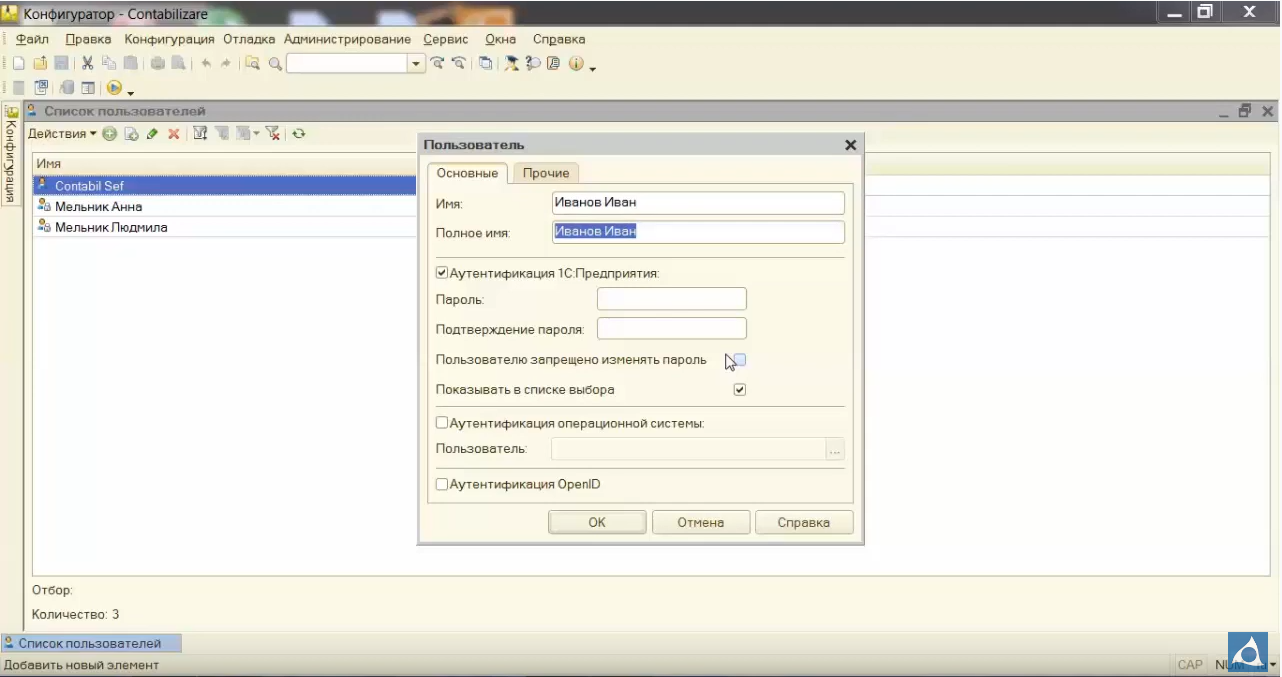 Конфигуратор - Contabilizare
Файл Правка Конфигурация Отладка Администрирование Сервис Окна Справка
Конфигурация
Список пользователей
Действия
Имя
Contabil Sef
Мельник Анна
Мельник Людмила
Пользователь
Основные Прочие
Имя: Иванов Иван
Полное имя: Иванов Иван
Аутентификация 1С:Предприятия:
Пароль:
Подтверждение пароля:
Пользователю запрещено изменять пароль
Показывать в списке выбора
Аутентификация операционной системы:
Пользователь: ...
Аутентификация OpenID
OK Отмена Справка
Отбор:
Количество: 3
Список пользователей
Добавить новый элемент CAP